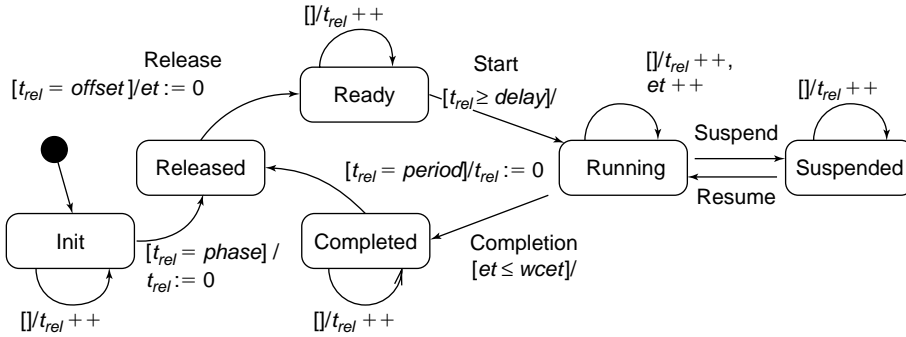 []/t_rel ++
Release
[t_rel = offset ]/et := 0
Ready
Start
[t_rel ≥ delay]/
[]/t_rel ++,
et ++
[]/t_rel ++
Released
[t_rel = period]/t_rel := 0
Running
Suspend
Suspended
Resume
Init
[t_rel = phase] /
t_rel := 0
Completed
Completion
[et ≤ wcet]/
[]/t_rel ++
[]/t_rel ++